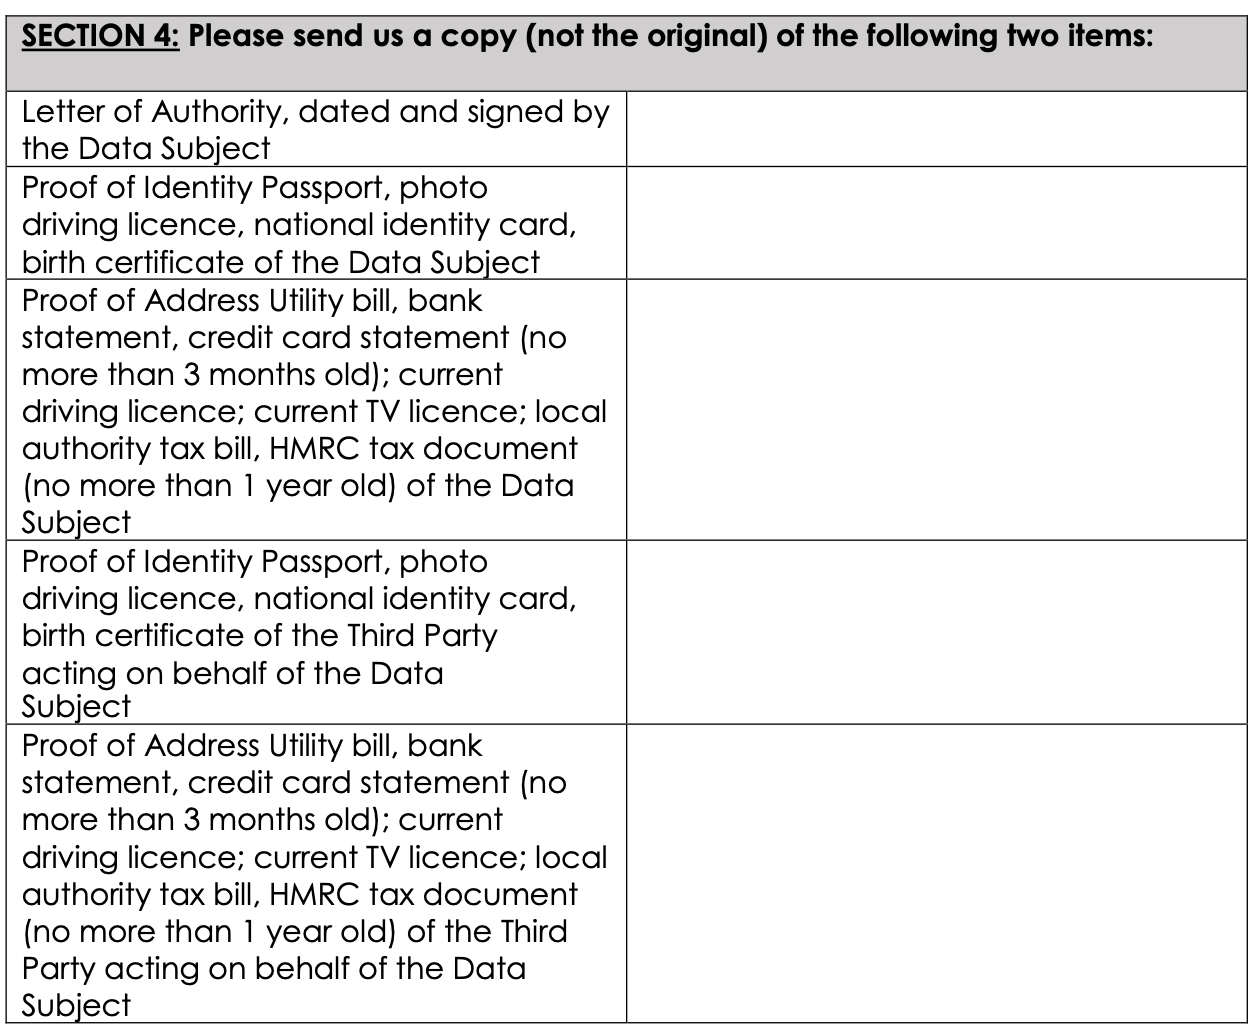 SECTION 4: Please send us a copy (not the original) of the following two items:
Letter of Authority, dated and signed by
the Data Subject
Proof of Identity Passport, photo
driving licence, national identity card,
birth certificate of the Data Subject
Proof of Address Utility bill, bank
statement, credit card statement (no
more than 3 months old); current
driving licence; current TV licence; local
authority tax bill, HMRC tax document
(no more than 1 year old) of the Data
Subject
Proof of Identity Passport, photo
driving licence, national identity card,
birth certificate of the Third Party
acting on behalf of the Data
Subject
Proof of Address Utility bill, bank
statement, credit card statement (no
more than 3 months old); current
driving licence; current TV licence; local
authority tax bill, HMRC tax document
(no more than 1 year old) of the Third
Party acting on behalf of the Data
Subject